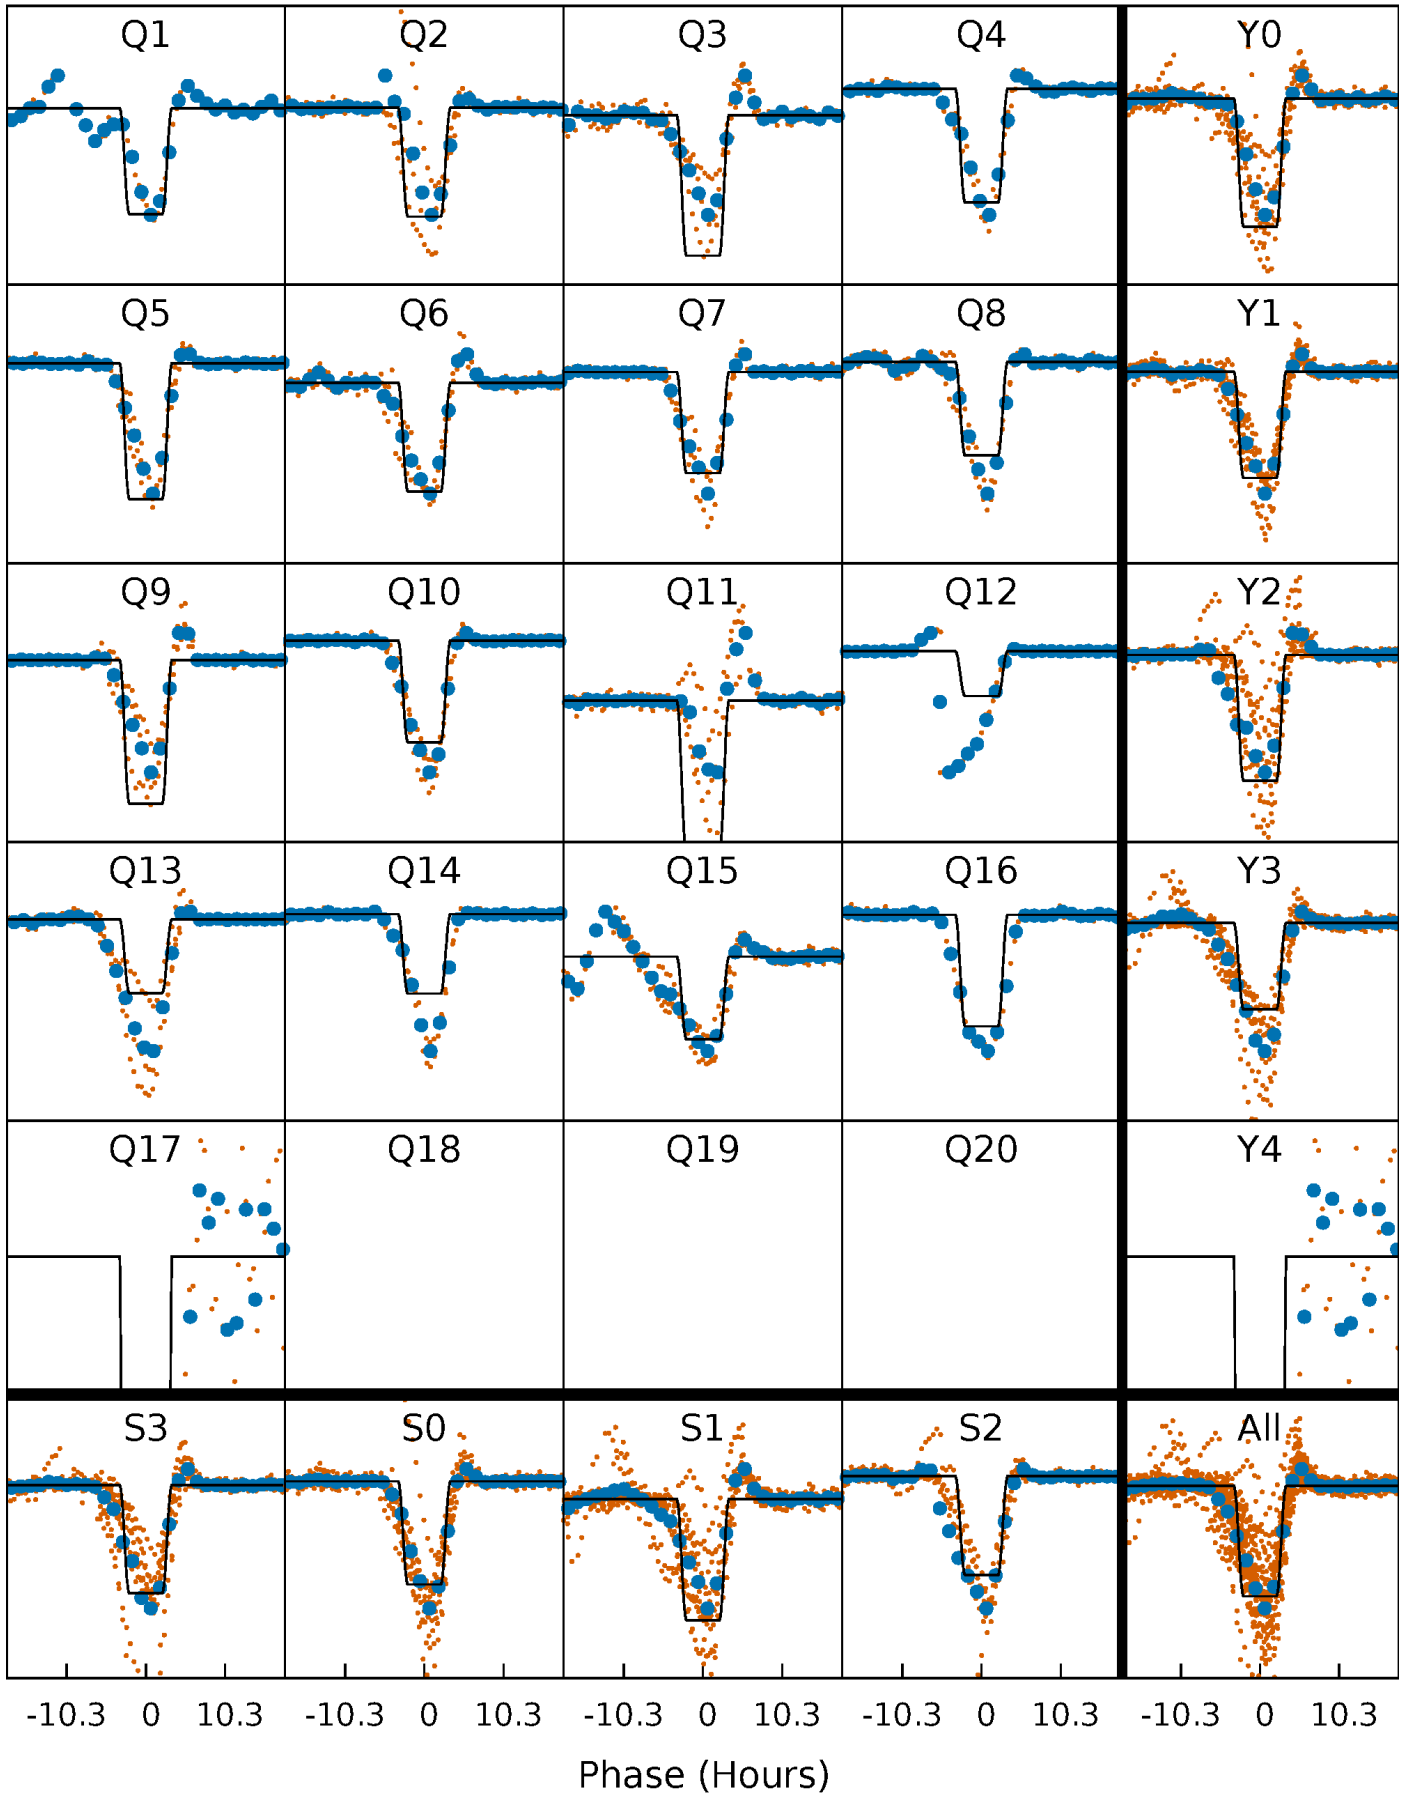 Q1 Q2 Q3 Q4 Y0
Q5 Q6 Q7 Q8 Y1
Q9 Q10 Q11 Q12 Y2
Q13 Q14 Q15 Q16 Y3
Q17 Q18 Q19 Q20 Y4
S3 S0 S1 S2 All
-10.3 0 10.3 -10.3 0 10.3 -10.3 0 10.3 -10.3 0 10.3 -10.3 0 10.3
Phase (Hours)